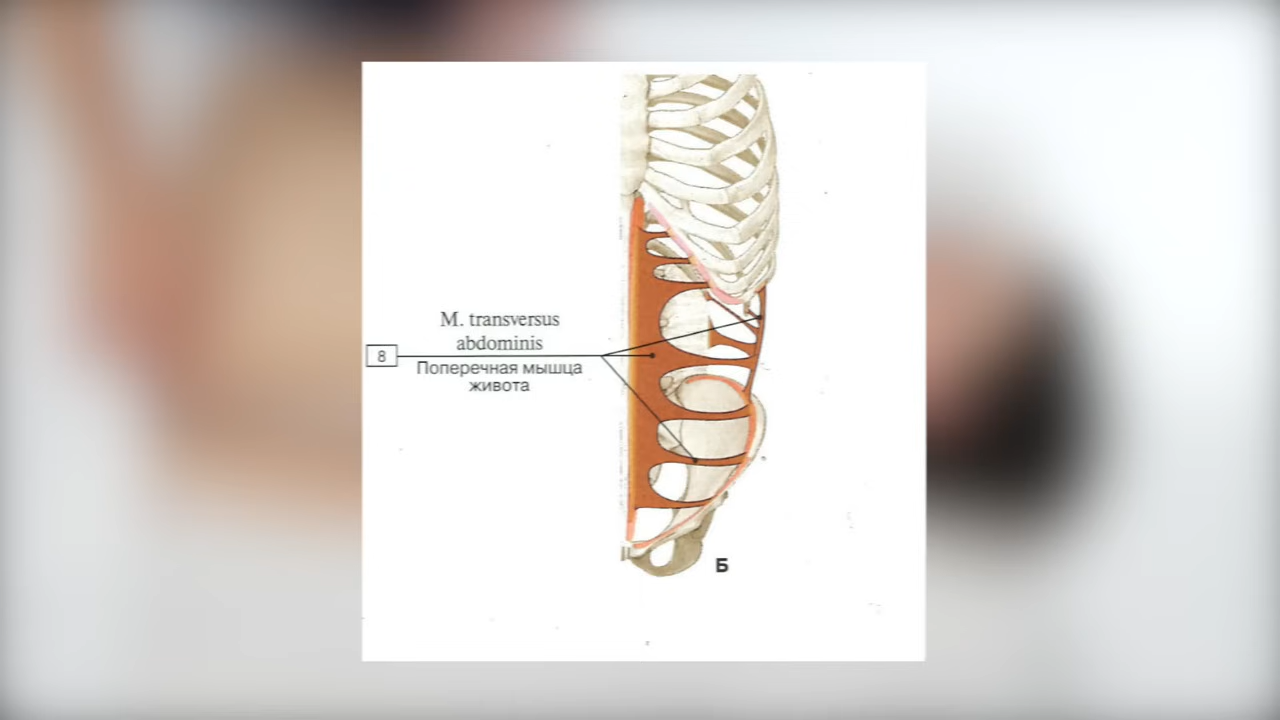 M. transversus
abdominis
8
Поперечная мышца
живота
Б